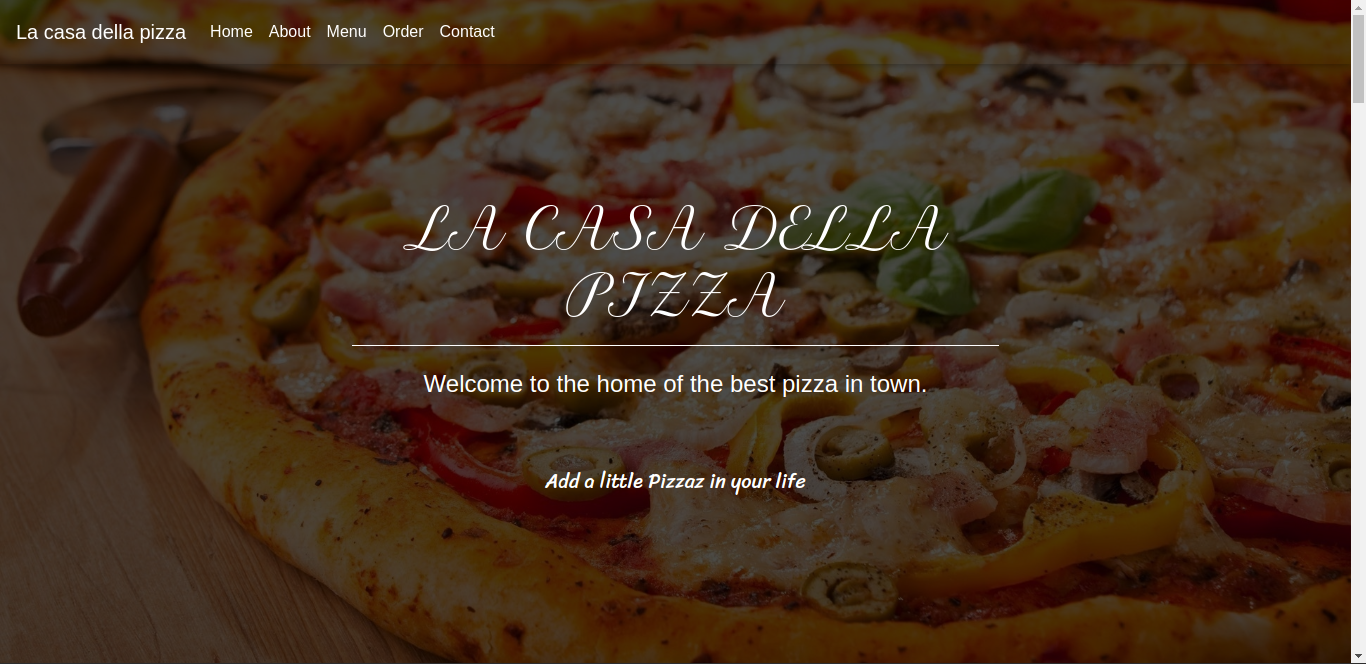 La casa della pizza Home About Menu Order Contact
LA CASA DELLA
PIZZA
Welcome to the home of the best pizza in town.
Add a little Pizzaz in your life